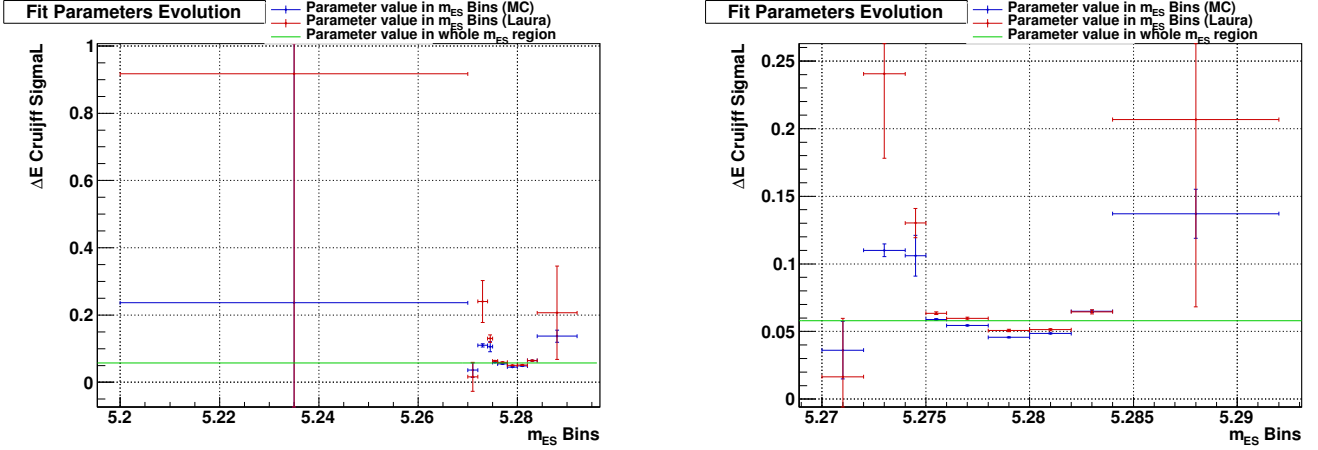 Fit Parameters Evolution
Parameter value in mES Bins (MC)
Parameter value in mES Bins (Laura)
Parameter value in whole mES region
ΔE Cruijff SigmaL
1
0.8
0.6
0.4
0.2
0
5.2 5.22 5.24 5.26 5.28
mES Bins
Fit Parameters Evolution
Parameter value in mES Bins (MC)
Parameter value in mES Bins (Laura)
Parameter value in whole mES region
ΔE Cruijff SigmaL
0.25
0.2
0.15
0.1
0.05
0
5.27 5.275 5.28 5.285 5.29
mES Bins